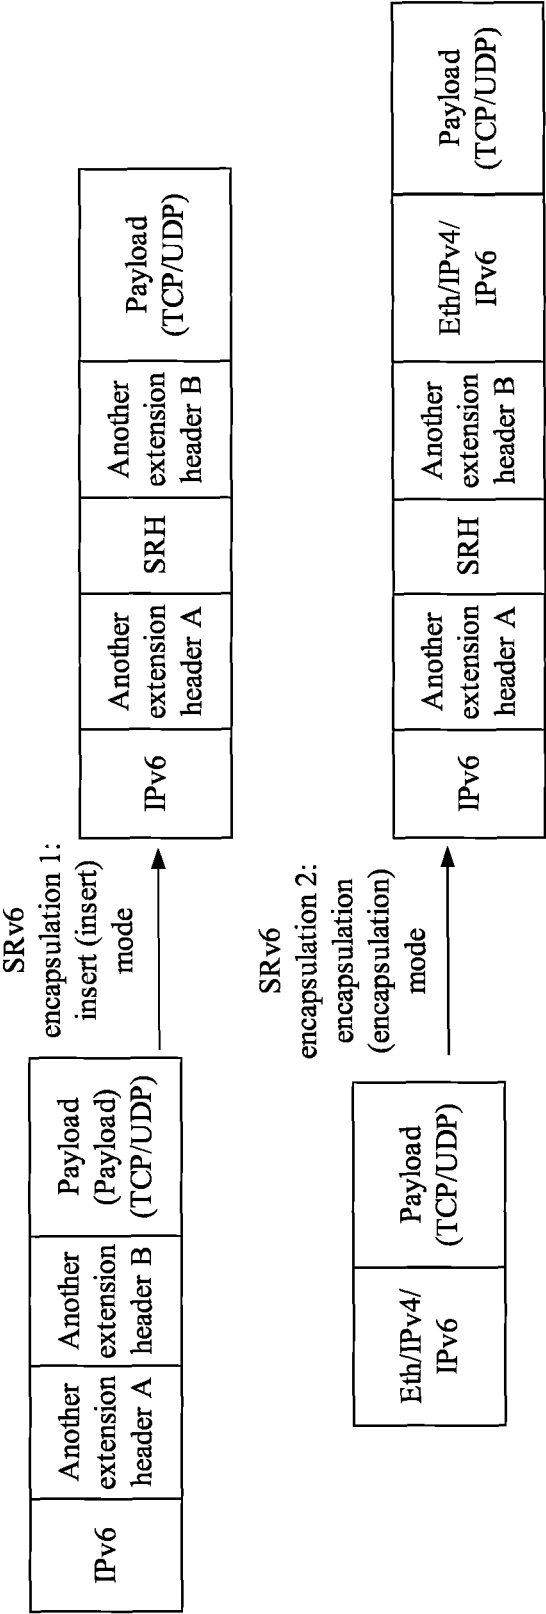 IPv6
Another
extension
header A
Another
extension
header B
Payload
(Payload)
(TCP/UDP)
SRv6
encapsulation 1:
insert (insert)
mode
IPv6
Another
extension
header A
SRH
Another
extension
header B
Payload
(TCP/UDP)
Eth/IPv4/
IPv6
Payload
(TCP/UDP)
SRv6
encapsulation 2:
encapsulation
(encapsulation)
mode
IPv6
Another
extension
header A
SRH
Another
extension
header B
Eth/IPv4/
IPv6
Payload
(TCP/UDP)